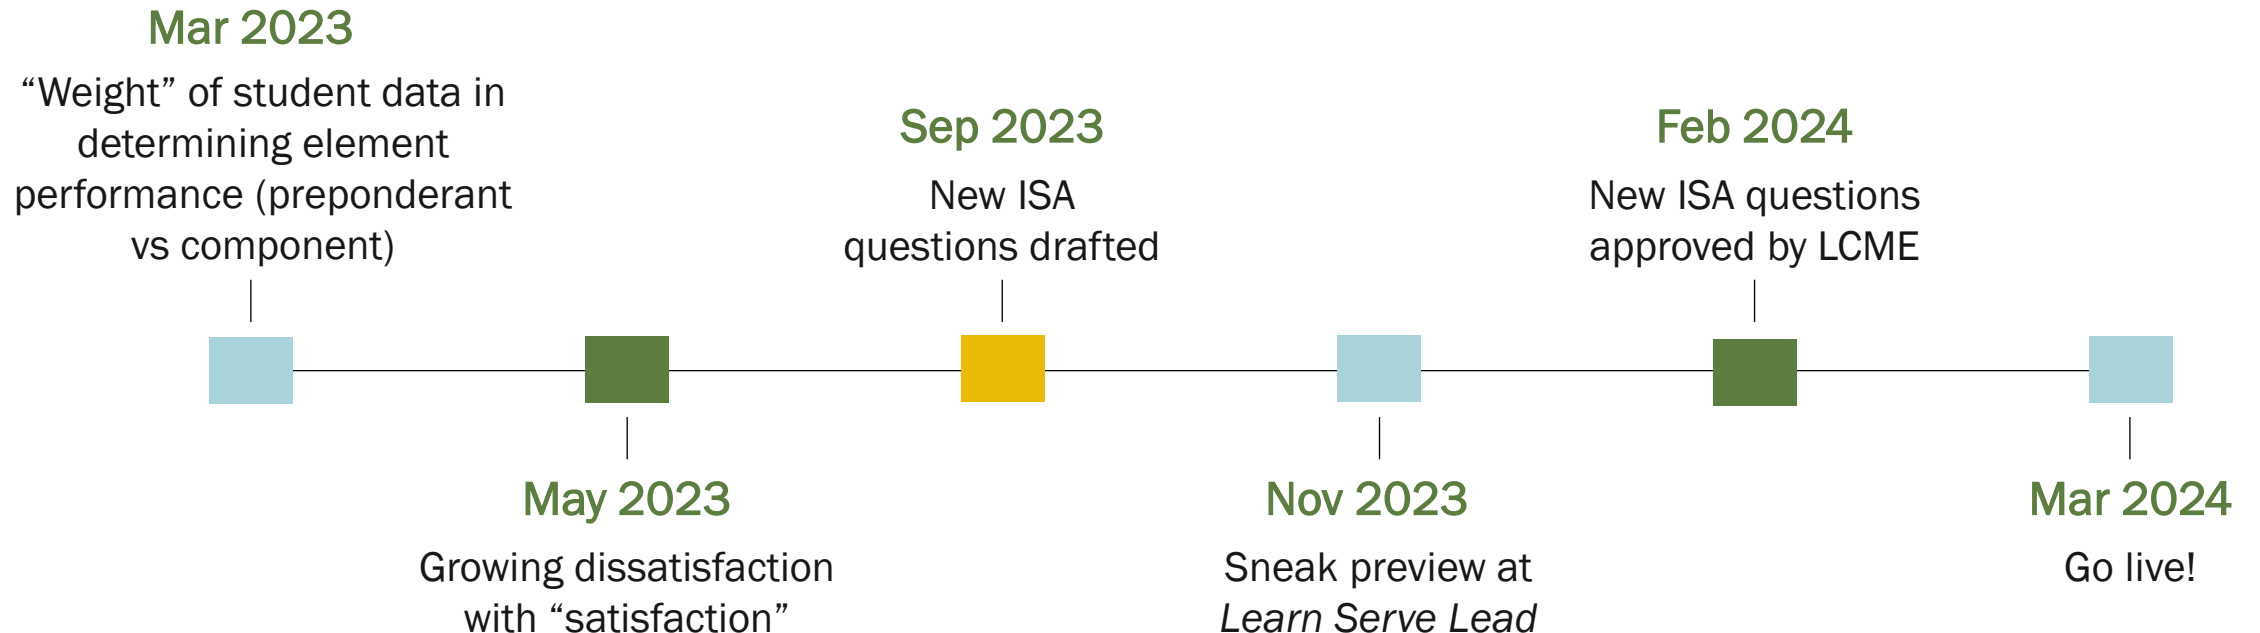 Mar 2023
“Weight” of student data in
determining element
performance (preponderant
vs component)
May 2023
Growing dissatisfaction
with “satisfaction”
Sep 2023
New ISA
questions drafted
Nov 2023
Sneak preview at
Learn Serve Lead
Feb 2024
New ISA questions
approved by LCME
Mar 2024
Go live!